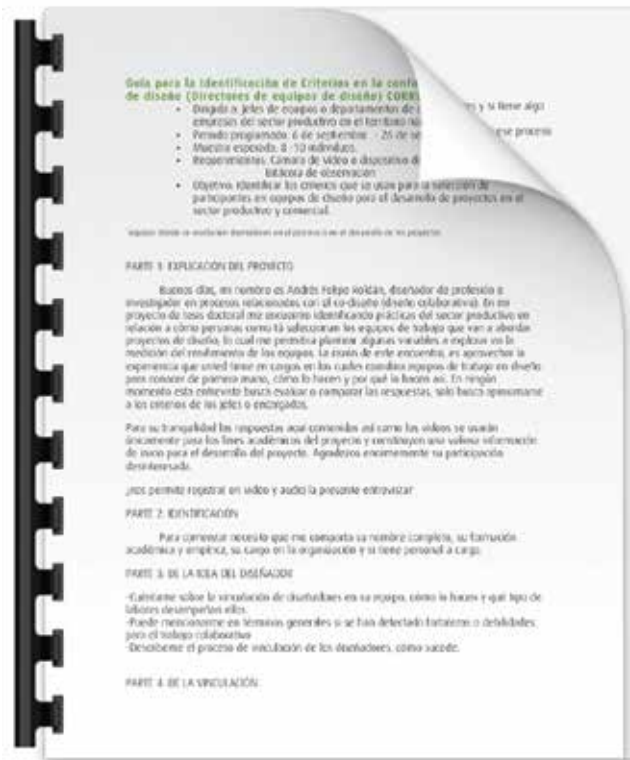 Guía para la Identificación de Criterios en la
de diseño (Directores de equipos de diseño)
• Dirigido a: Jefes de equipos o departamentos de y si tiene algo
empresas del sector productivo en el territorio
• Periodo programado: 6 de septiembre - 26 de ese proceso
• Muestra esperada: 8 -10 individuos.
• Requerimientos: Cámara de video o dispositivo
bitácora de observación
• Objetivo: Identificar los criterios que se usan para la selección de
participantes en equipos de diseño para el desarrollo de proyectos en el
sector productivo y comercial.
en el desarrollo de los proyectos
PARTE 1. EXPLICACIÓN DEL PROYECTO
Buenos días, mi nombre es Andrés Felipe Roldán, diseñador de profesión e
investigador en procesos relacionados con el co-diseño (diseño colaborativo). En mi
proyecto de tesis doctoral me encuentro identificando prácticas del sector productivo en
relación a cómo personas como tú seleccionan los equipos de trabajo que van a abordar
proyectos de diseño, lo cual me permitirá plantear algunas variables a explorar en la
medición del rendimiento de los equipos. La razón de este encuentro, es aprovechar la
experiencia que usted tiene en cargos en los cuales coordina equipos de trabajo en diseño
para conocer de primera mano, cómo lo hacen y por qué lo hacen así. En ningún
momento esta entrevista busca evaluar o comparar las respuestas, solo busca aproximarse
a los criterios de los jefes o encargados.
Para su tranquilidad las respuestas aquí contenidas así como los videos se usarán
únicamente para los fines académicos del proyecto y constituyen una valiosa información
de inicio para el desarrollo del proyecto. Agradezco enormemente su participación
desinteresada.
¿nos permite registrar en video y audio la presente entrevista?
PARTE 2. IDENTIFICACIÓN
Para comenzar necesito que me comparta su nombre completo, su formación
académica y empírica, su cargo en la organización y si tiene personal a cargo.
PARTE 3. DE LA IDEA DEL DISEÑADOR
-Cuénteme sobre la vinculación de diseñadores en su equipo, cómo lo hacen y qué tipo de
labores desempeñan ellos.
-Puede mencionarme en términos generales si se han detectado fortalezas o debilidades
para el trabajo colaborativo
-Descríbeme el proceso de vinculación de los diseñadores, cómo sucede.
PARTE 4. DE LA VINCULACIÓN